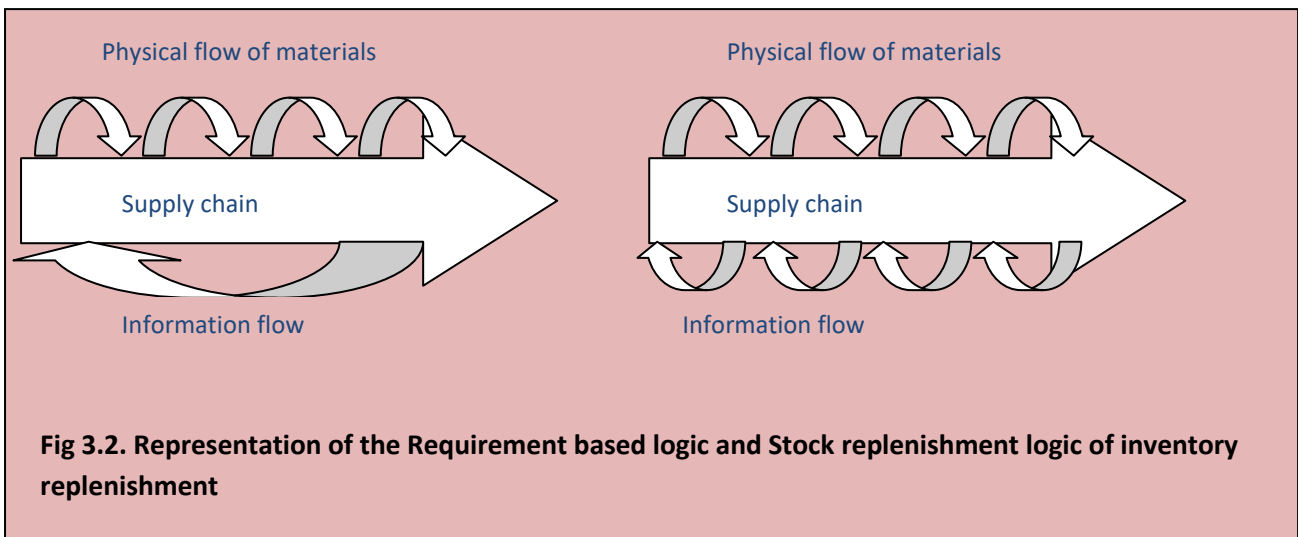 Physical flow of materials
Physical flow of materials
Supply chain
Supply chain
Information flow
Information flow
Fig 3.2. Representation of the Requirement based logic and Stock replenishment logic of inventory
replenishment